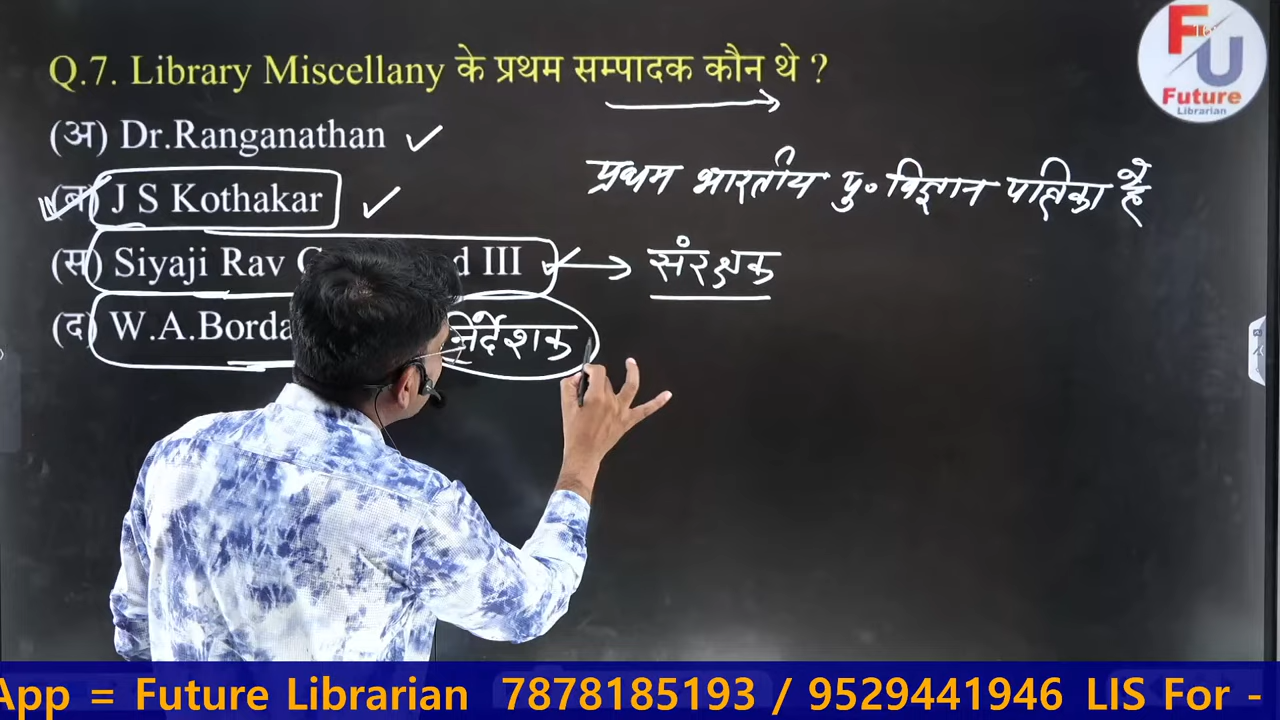 Q.7. Library Miscellany के प्रथम सम्पादक कौन थे ?
(अ) Dr.Ranganathan
(ब) J S Kothakar
(स) Siyaji Rav d III
(द) W.A.Borda
प्रथम भारतीय पु० विज्ञान पत्रिका है
संरक्षक
निर्देशक
FU
Future
Librarian
App = Future Librarian 7878185193 / 9529441946 LIS For -